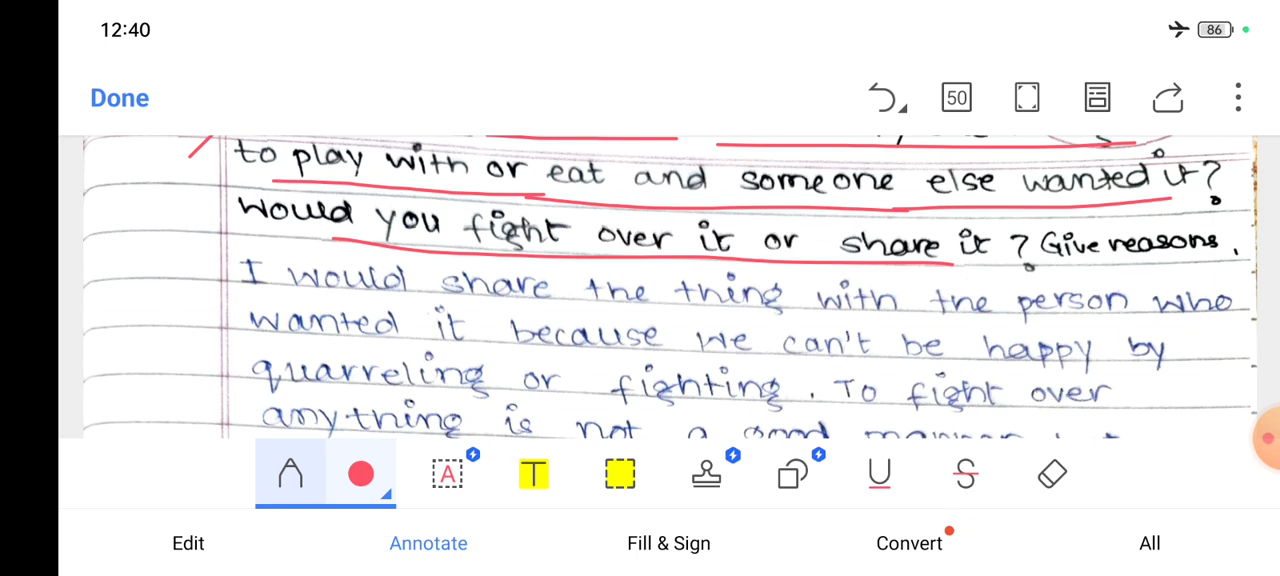 12:40
86
Done
50
to play with or eat and someone else wanted it?
would you fight over it or share it? Give reasons.
I would share the thing with the person who
wanted it because we can't be happy by
quarreling or fighting. To fight over
anything is not a good manner
A
T
U
S
Edit
Annotate
Fill & Sign
Convert
All